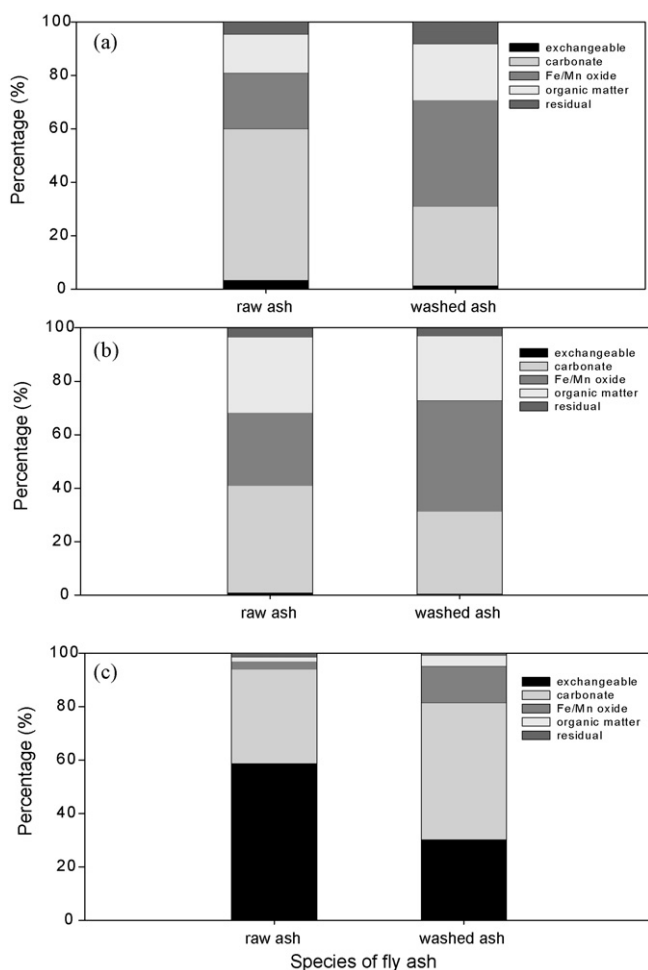 (a)
Percentage (%)
100
80
60
40
20
0
exchangeable
carbonate
Fe/Mn oxide
organic matter
residual
raw ash
washed ash
(b)
Percentage (%)
100
80
60
40
20
0
exchangeable
carbonate
Fe/Mn oxide
organic matter
residual
raw ash
washed ash
(c)
Percentage (%)
100
80
60
40
20
0
exchangeable
carbonate
Fe/Mn oxide
organic matter
residual
raw ash
washed ash
Species of fly ash